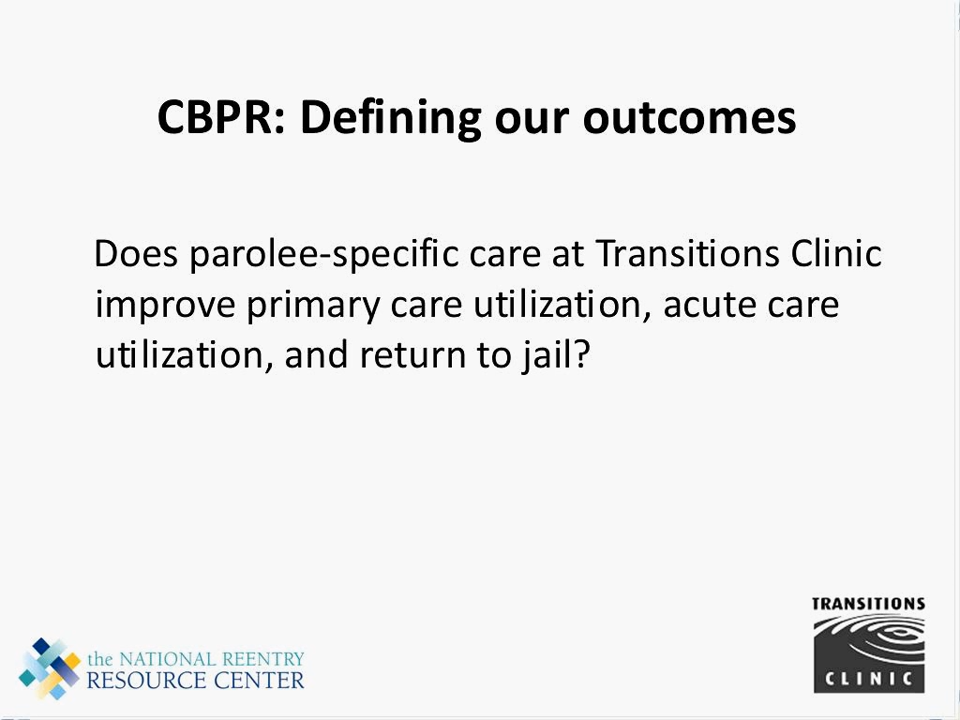 CBPR: Defining our outcomes
Does parolee-specific care at Transitions Clinic
improve primary care utilization, acute care
utilization, and return to jail?
the NATIONAL REENTRY
RESOURCE CENTER
TRANSITIONS
CLINIC